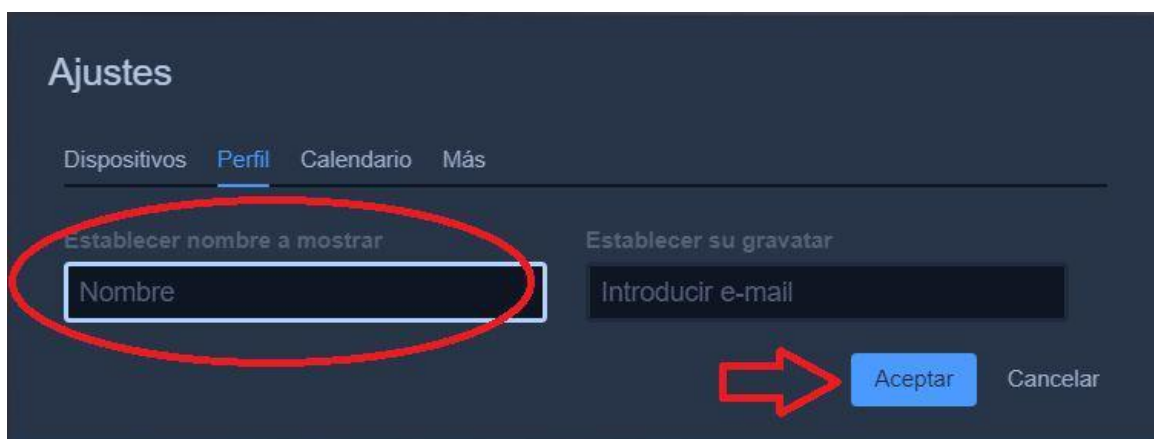 Ajustes
Dispositivos Perfil Calendario Más
Establecer nombre a mostrar Establecer su gravatar
Nombre Introducir e-mail
Aceptar Cancelar